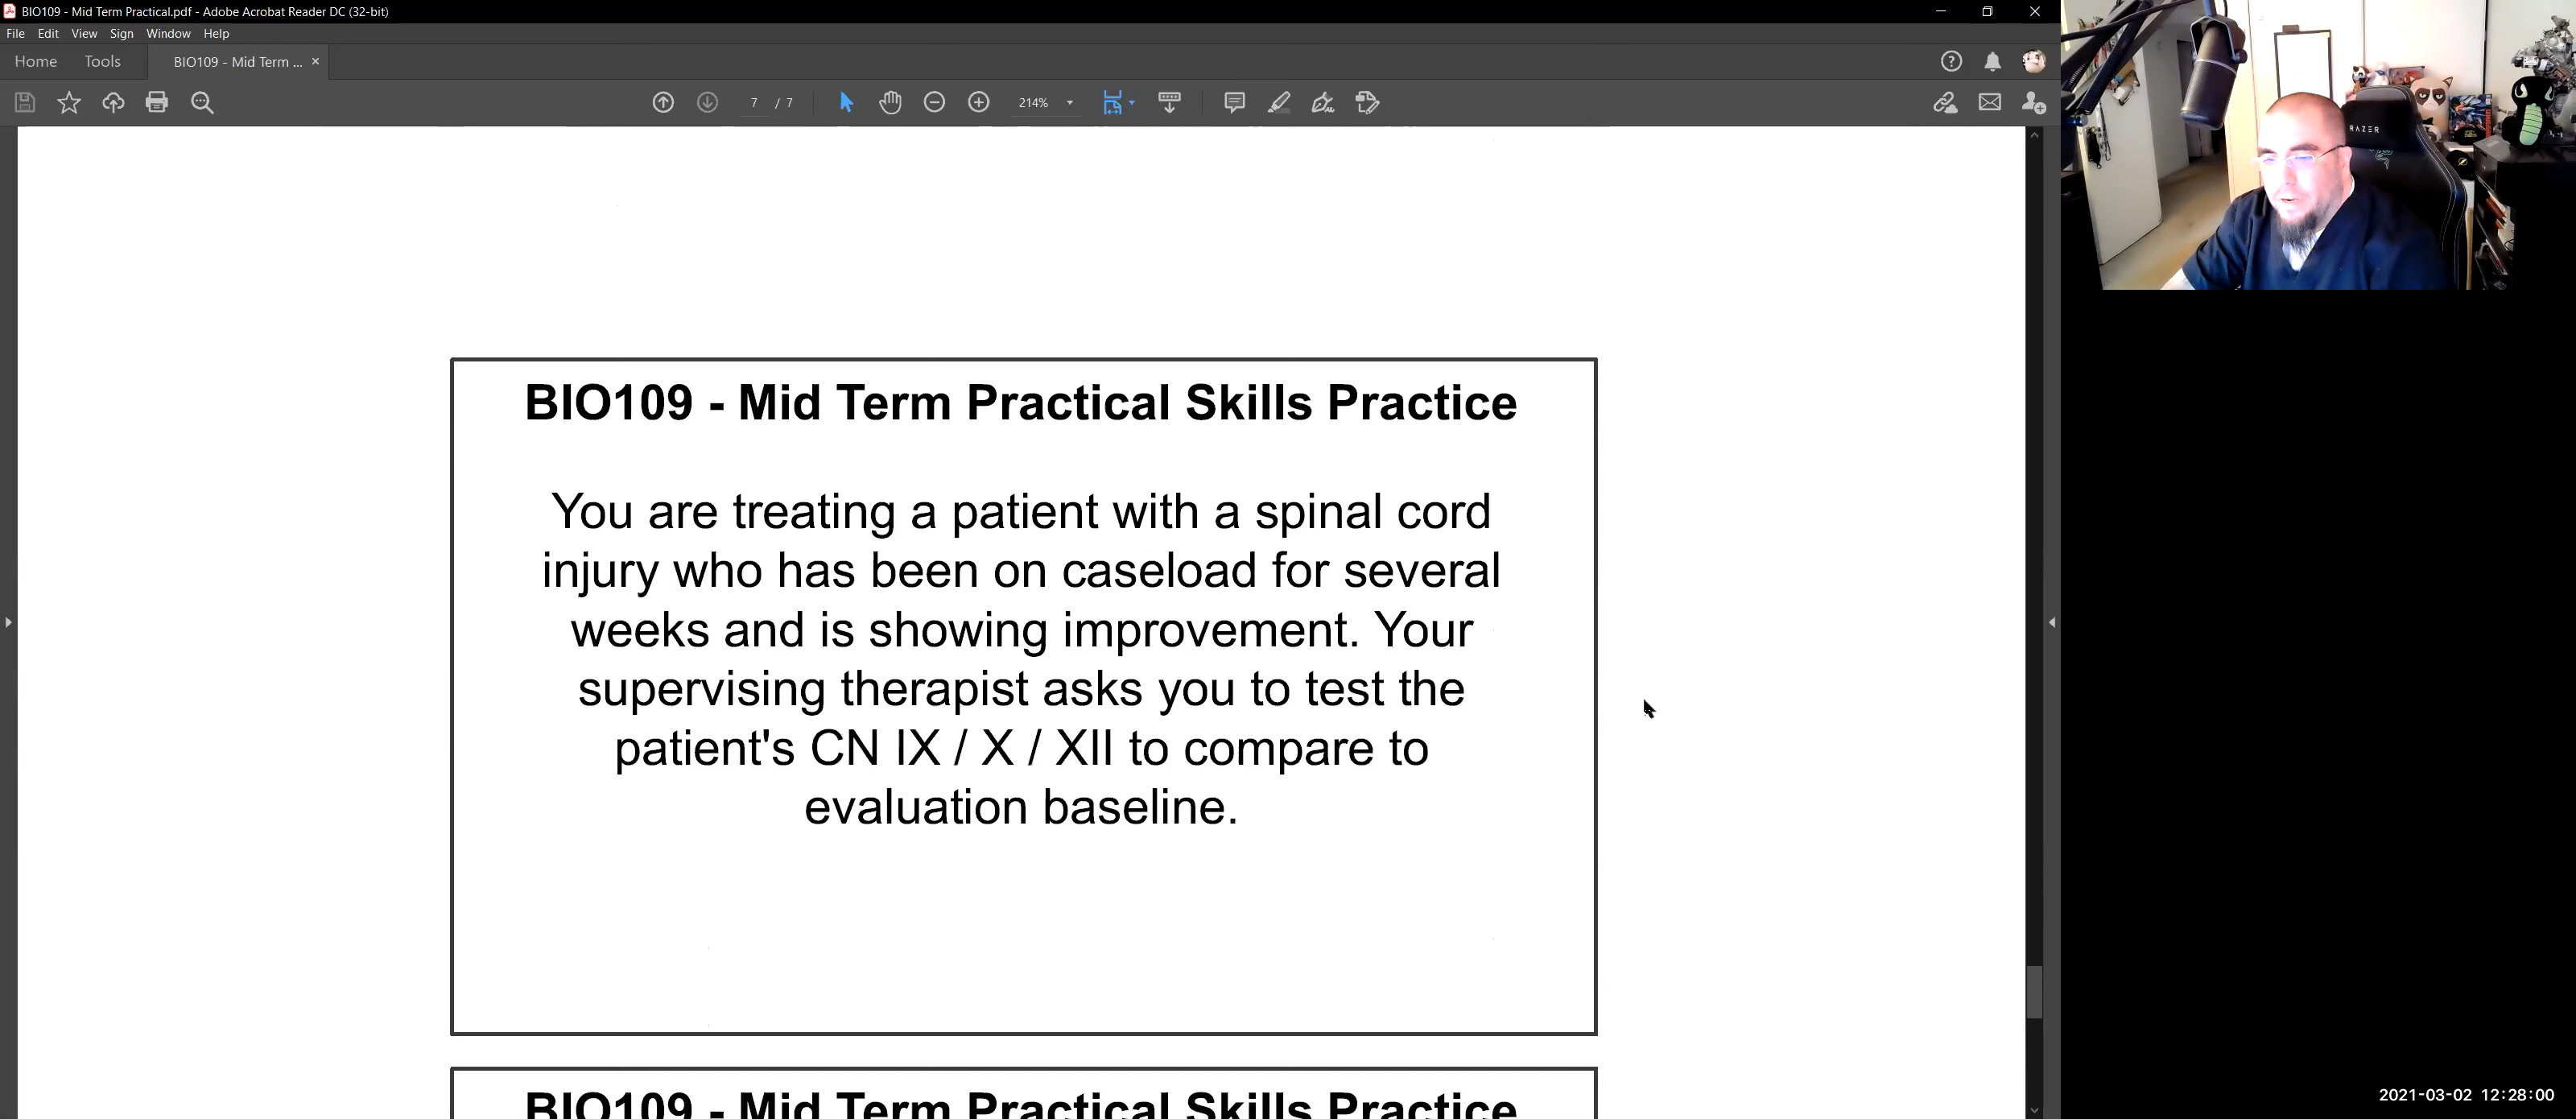 BIO109 - Mid Term Practical.pdf - Adobe Acrobat Reader DC (32-bit)
File Edit View Sign Window Help
Home Tools BIO109 - Mid Term ... ×
7 / 7 214%
RAZER
BIO109 - Mid Term Practical Skills Practice
You are treating a patient with a spinal cord
injury who has been on caseload for several
weeks and is showing improvement. Your
supervising therapist asks you to test the
patient's CN IX / X / XII to compare to
evaluation baseline.
BIO109 - Mid Term Practical Skills Practice
2021-03-02 12:28:00